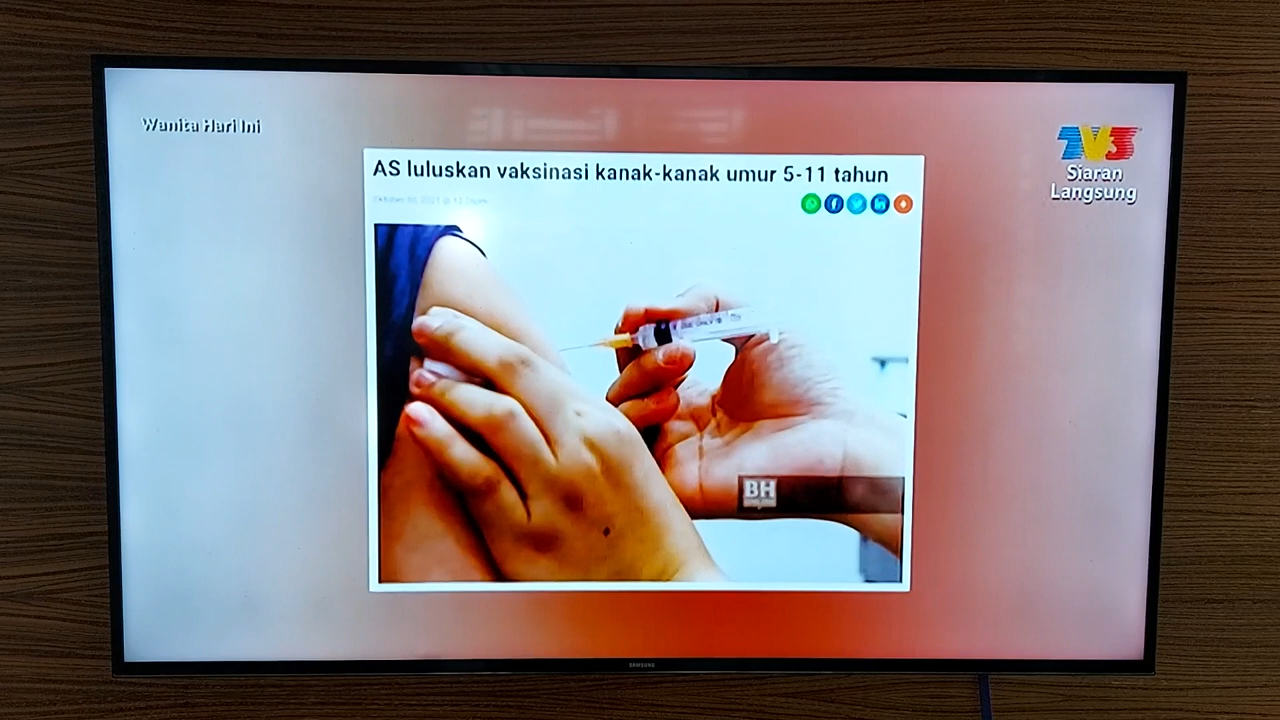 Wanita Hari Ini
TV3
Siaran
Langsung
AS luluskan vaksinasi kanak-kanak umur 5-11 tahun
BH
SAMSUNG